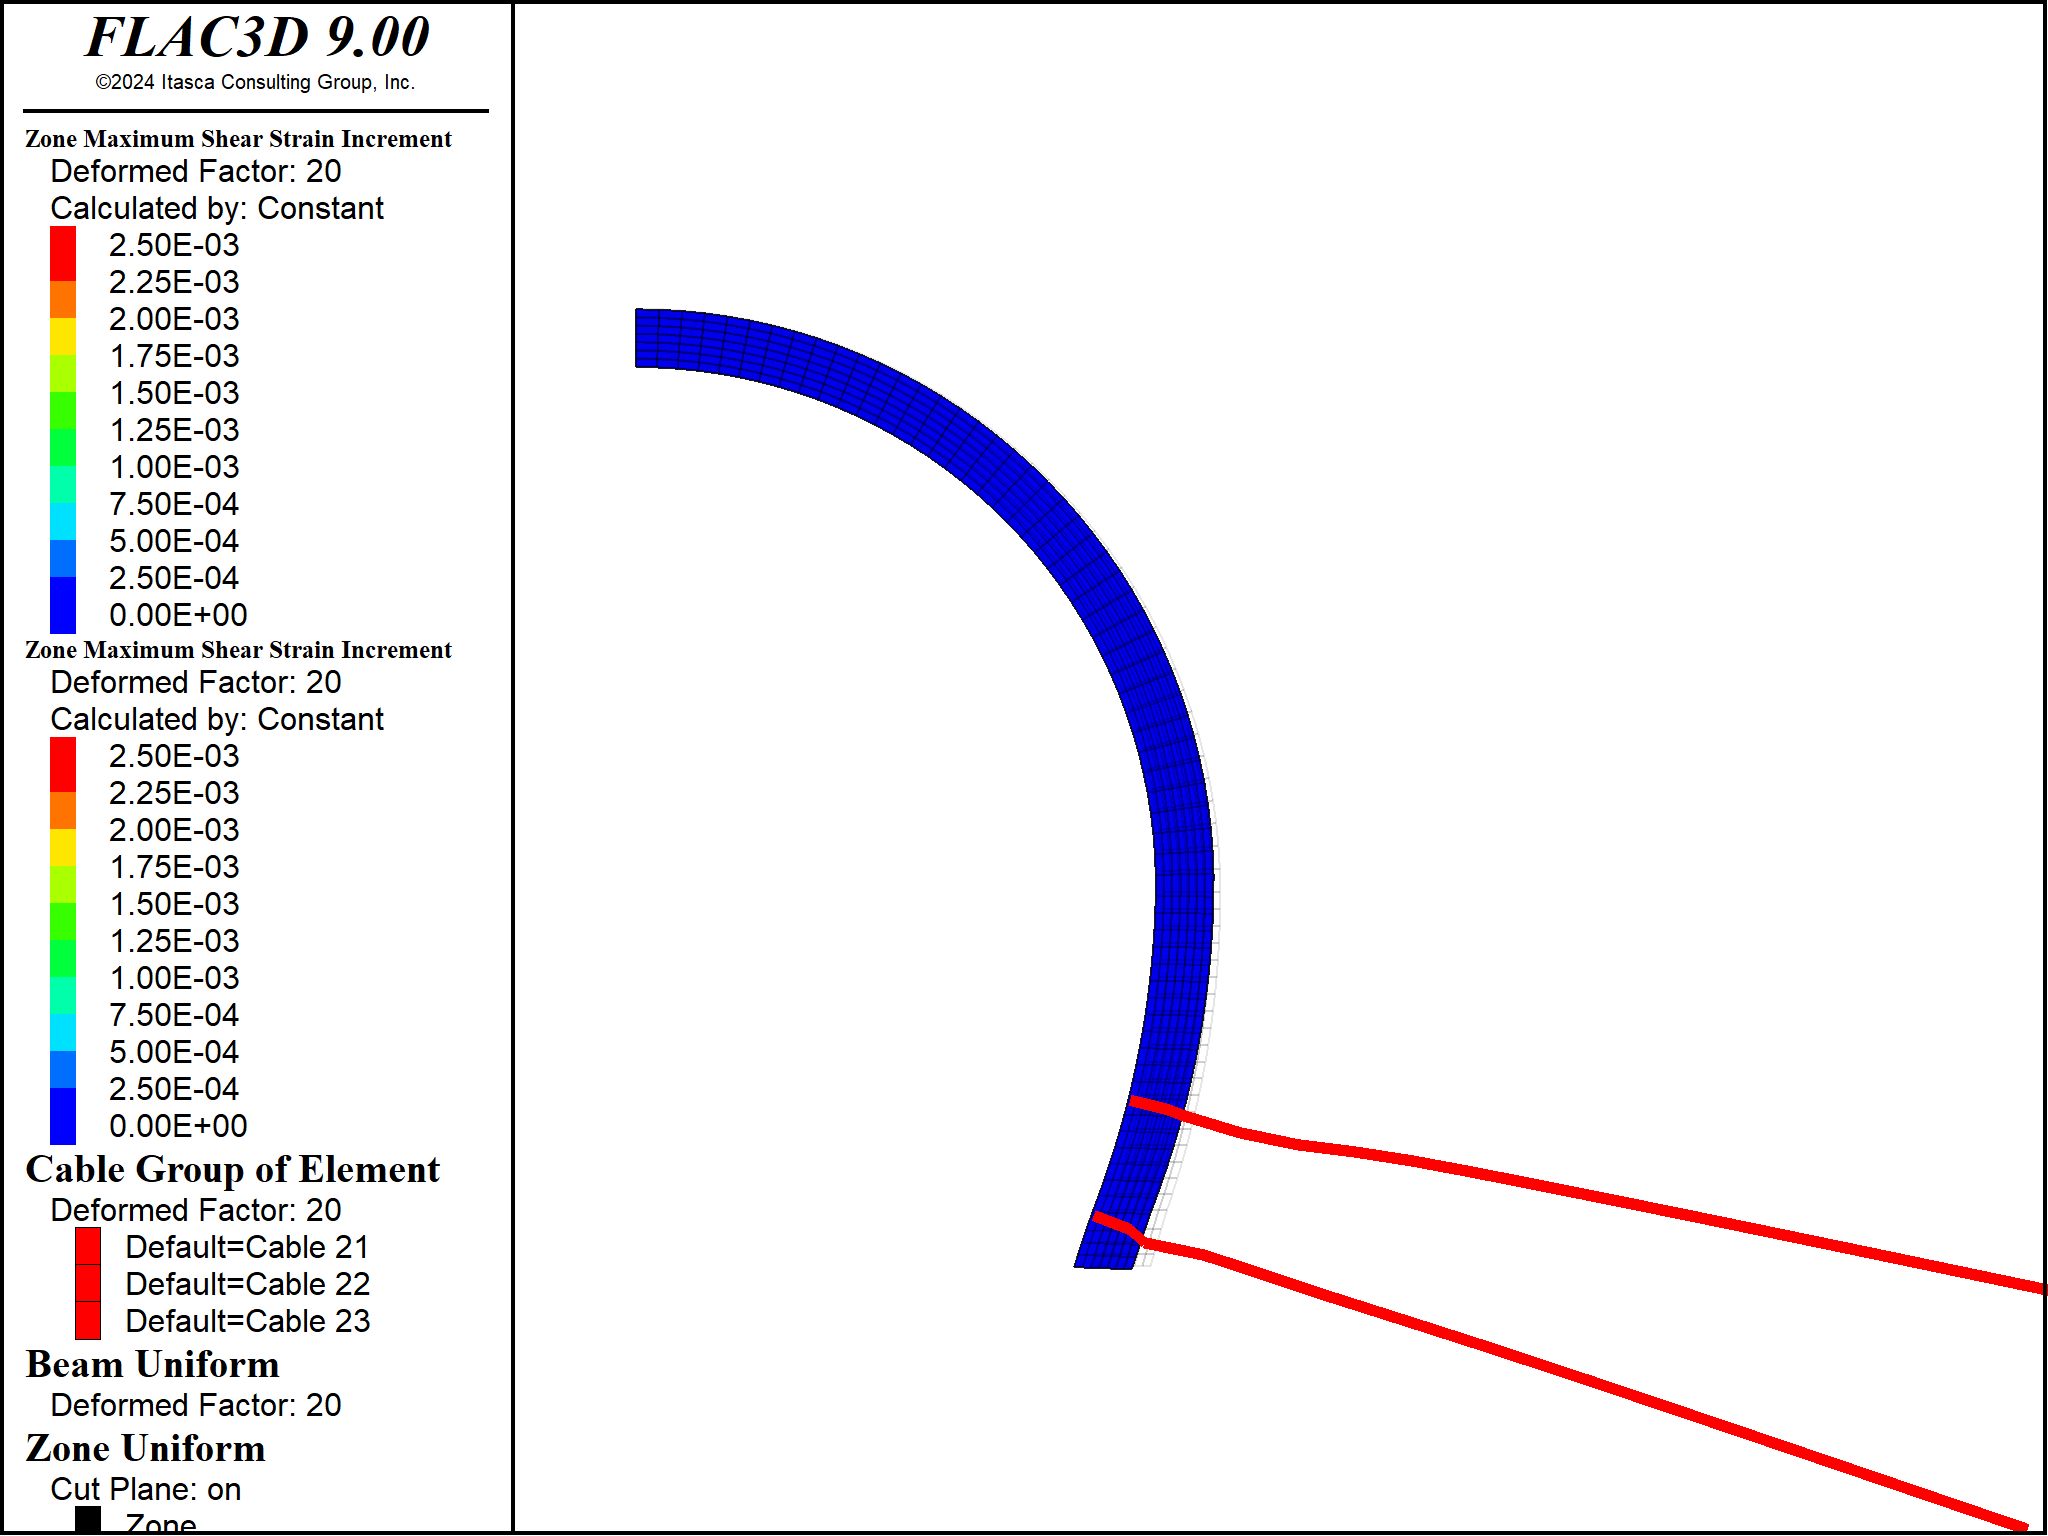 FLAC3D 9.00
©2024 Itasca Consulting Group, Inc.
Zone Maximum Shear Strain Increment
Deformed Factor: 20
Calculated by: Constant
2.50E-03
2.25E-03
2.00E-03
1.75E-03
1.50E-03
1.25E-03
1.00E-03
7.50E-04
5.00E-04
2.50E-04
0.00E+00
Zone Maximum Shear Strain Increment
Deformed Factor: 20
Calculated by: Constant
2.50E-03
2.25E-03
2.00E-03
1.75E-03
1.50E-03
1.25E-03
1.00E-03
7.50E-04
5.00E-04
2.50E-04
0.00E+00
Cable Group of Element
Deformed Factor: 20
Default=Cable 21
Default=Cable 22
Default=Cable 23
Beam Uniform
Deformed Factor: 20
Zone Uniform
Cut Plane: on
Zone